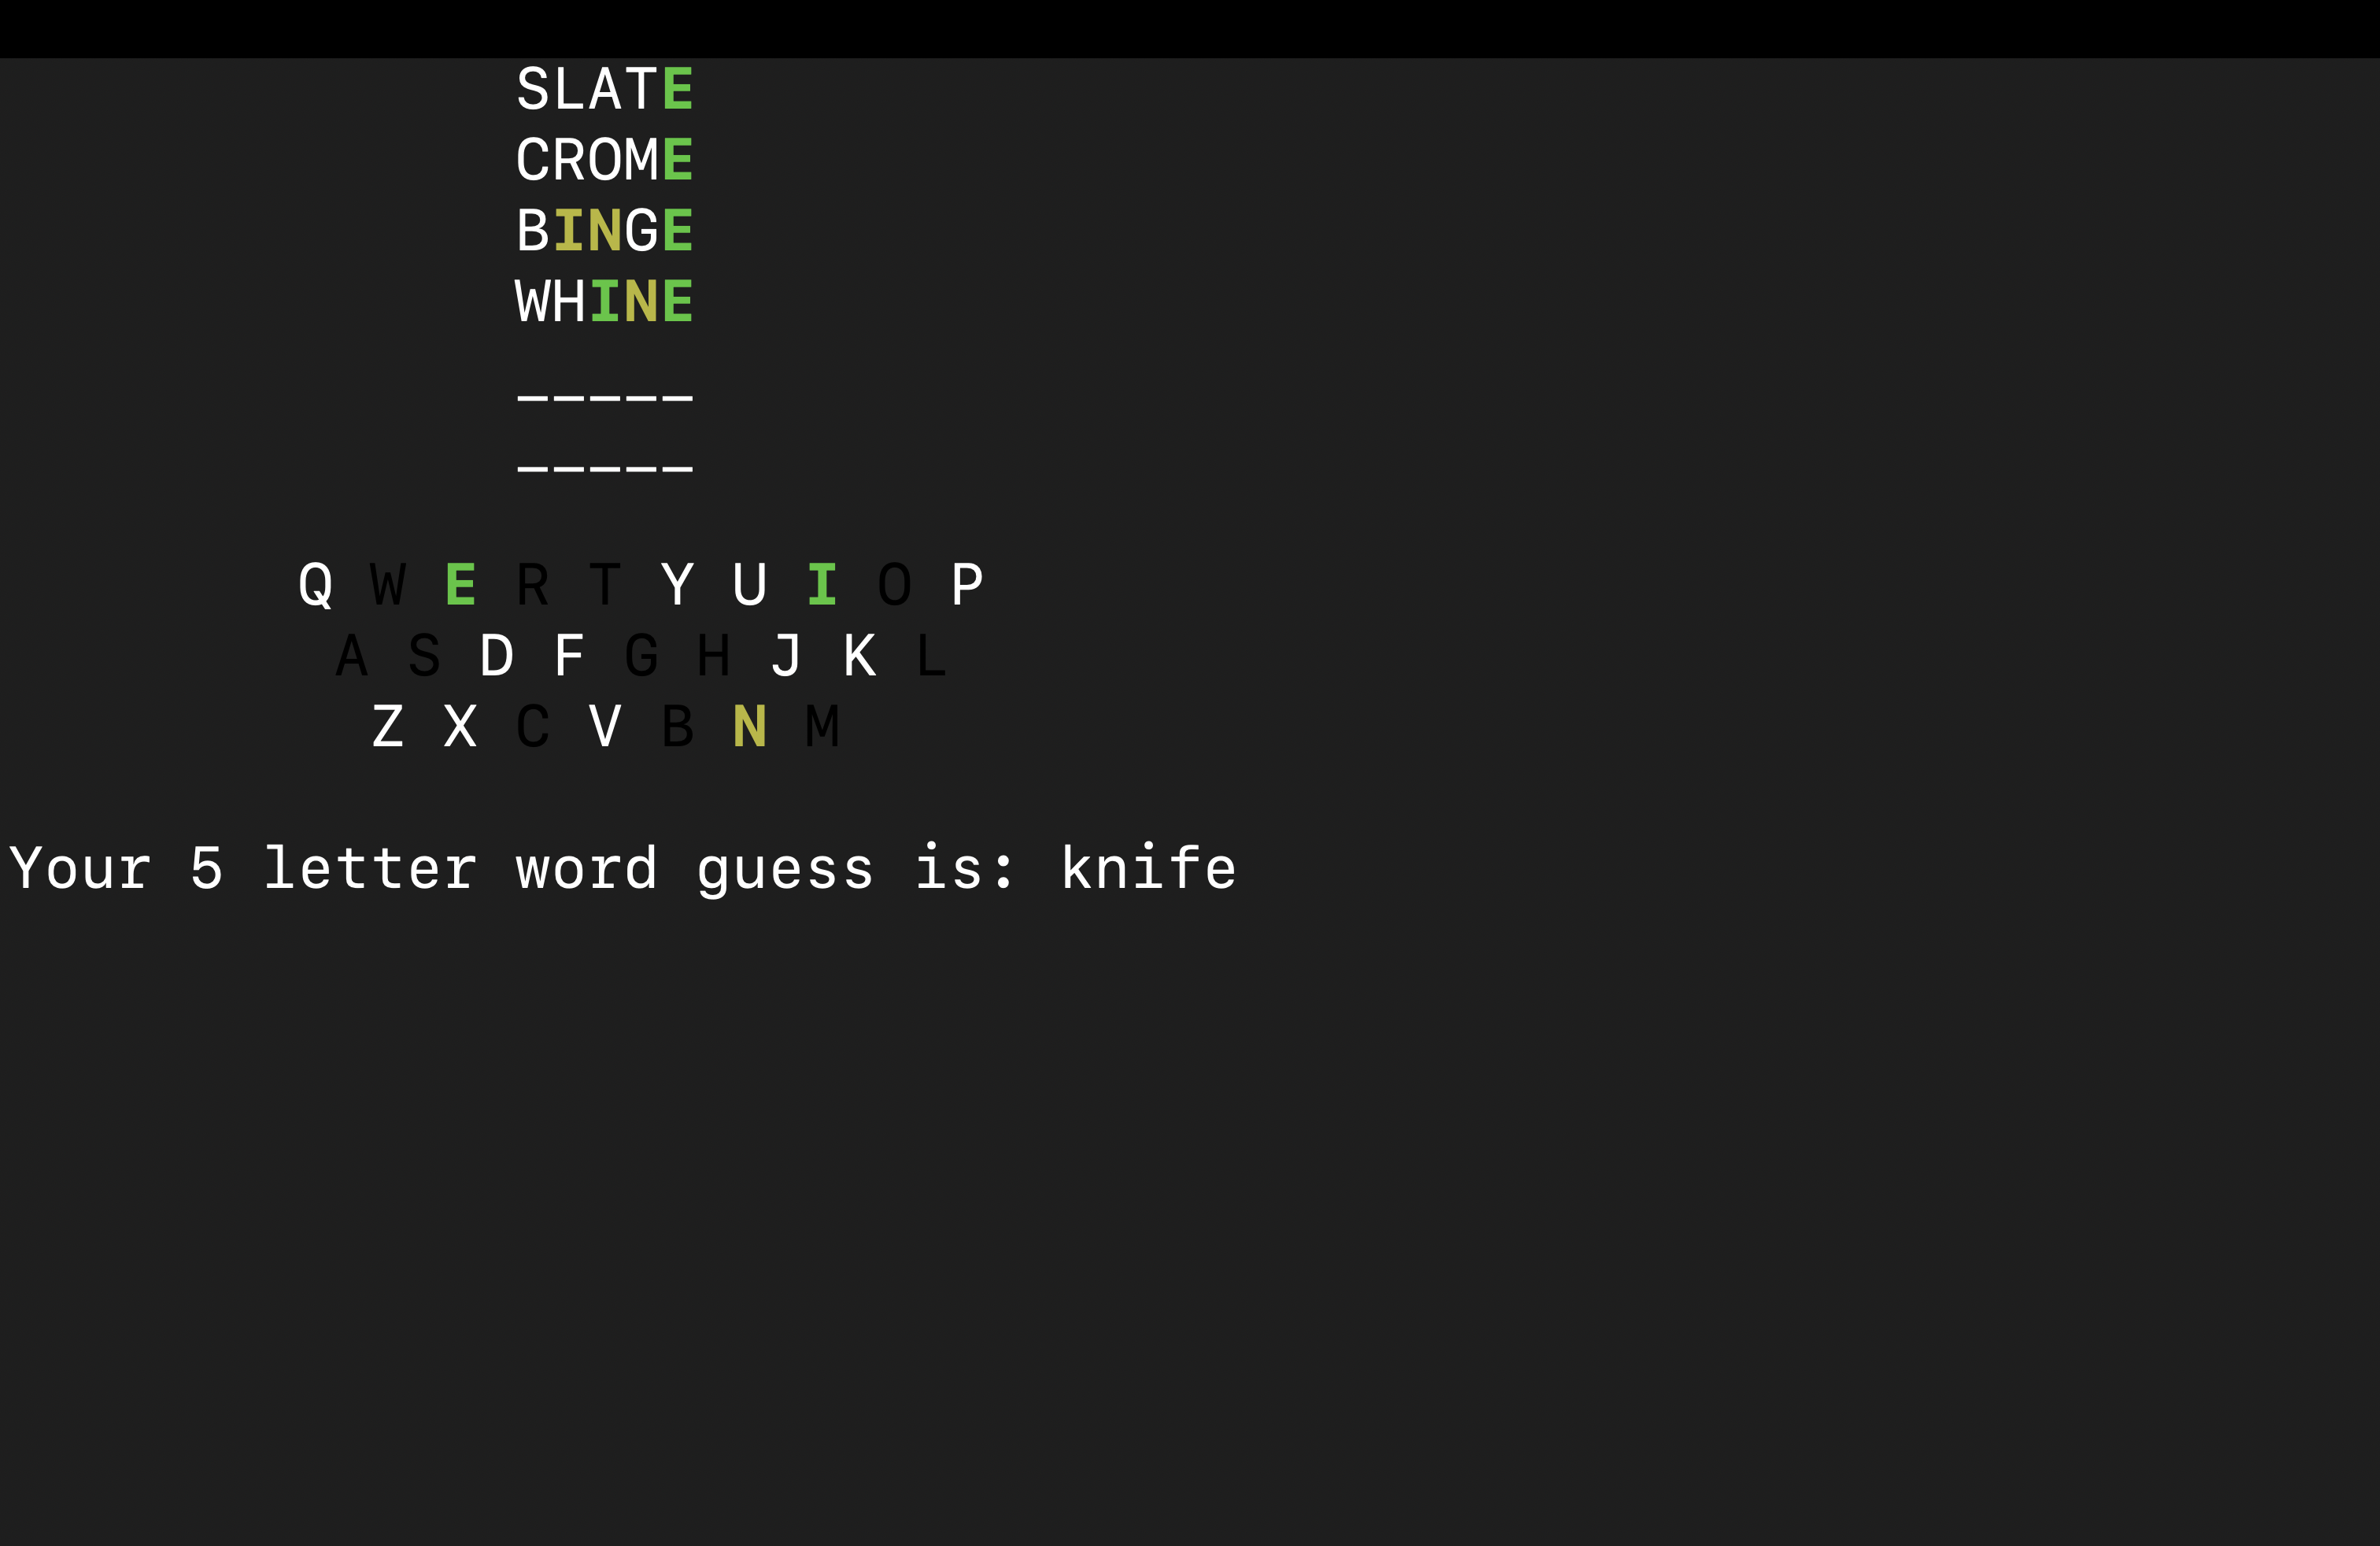 SLATE
CROME
BINGE
WHINE
_____
_____
Q W E R T Y U I O P
A S D F G H J K L
Z X C V B N M
Your 5 letter word guess is: knife